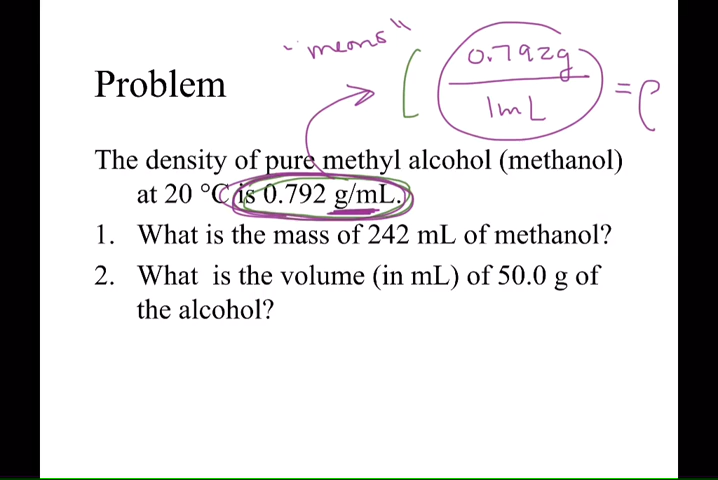 "means"
0.792g
1mL
= ρ
Problem
The density of pure methyl alcohol (methanol)
at 20 °C is 0.792 g/mL.
1. What is the mass of 242 mL of methanol?
2. What is the volume (in mL) of 50.0 g of
the alcohol?